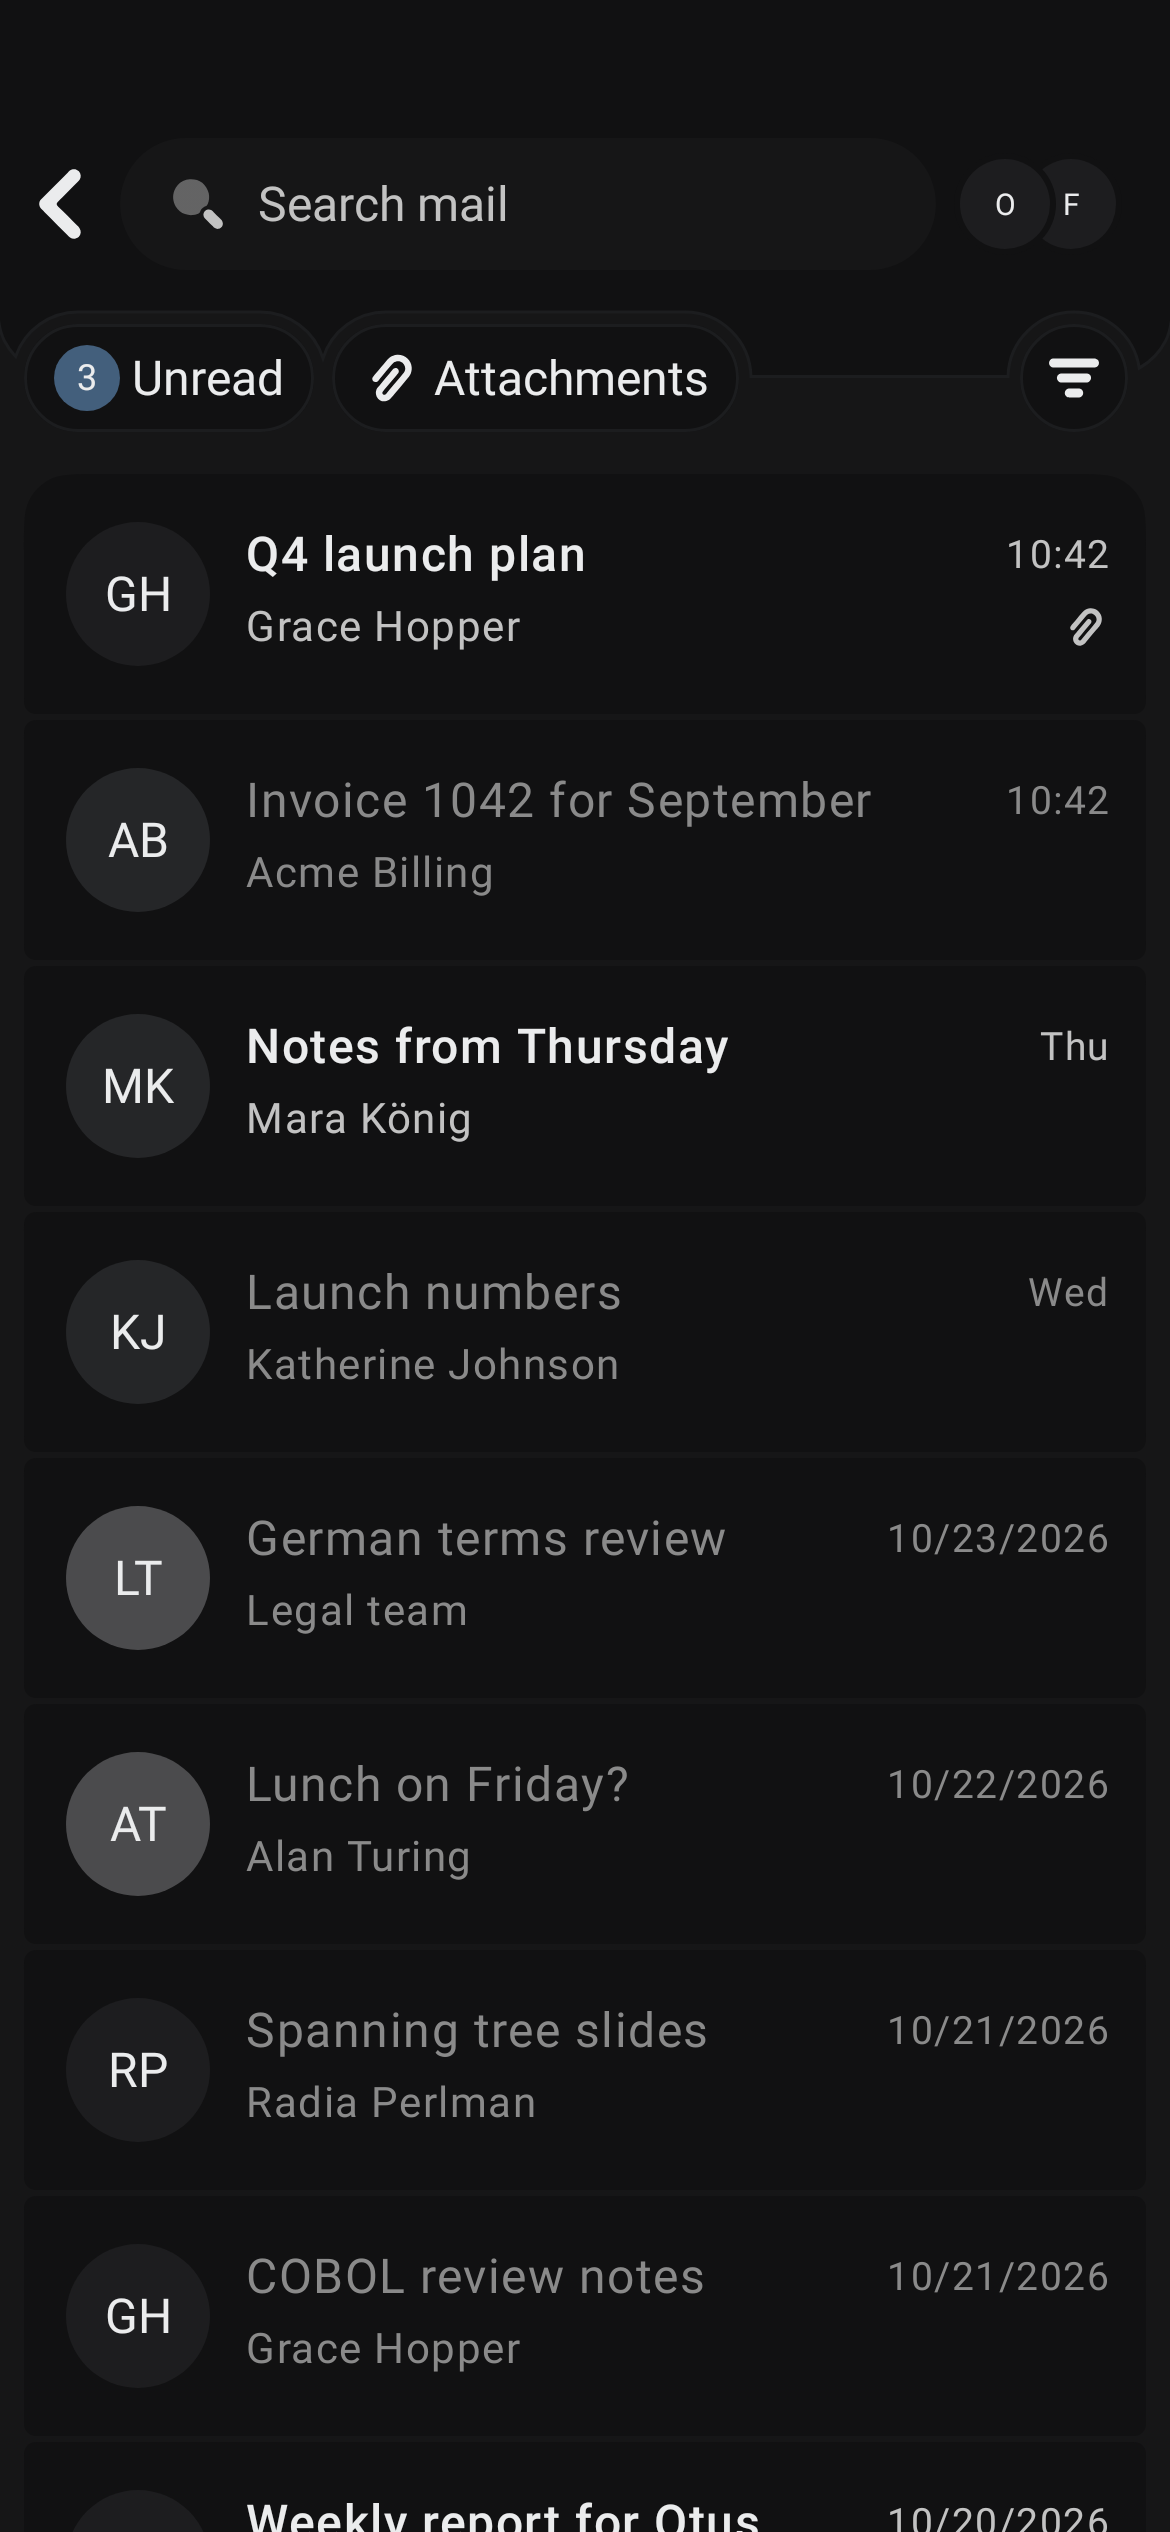 Search mail
O
F
3 Unread
Attachments
GH
Q4 launch plan
10:42
Grace Hopper
AB
Invoice 1042 for September
10:42
Acme Billing
MK
Notes from Thursday
Thu
Mara König
KJ
Launch numbers
Wed
Katherine Johnson
LT
German terms review
10/23/2026
Legal team
AT
Lunch on Friday?
10/22/2026
Alan Turing
RP
Spanning tree slides
10/21/2026
Radia Perlman
GH
COBOL review notes
10/21/2026
Grace Hopper
Weekly report for Otus
10/20/2026